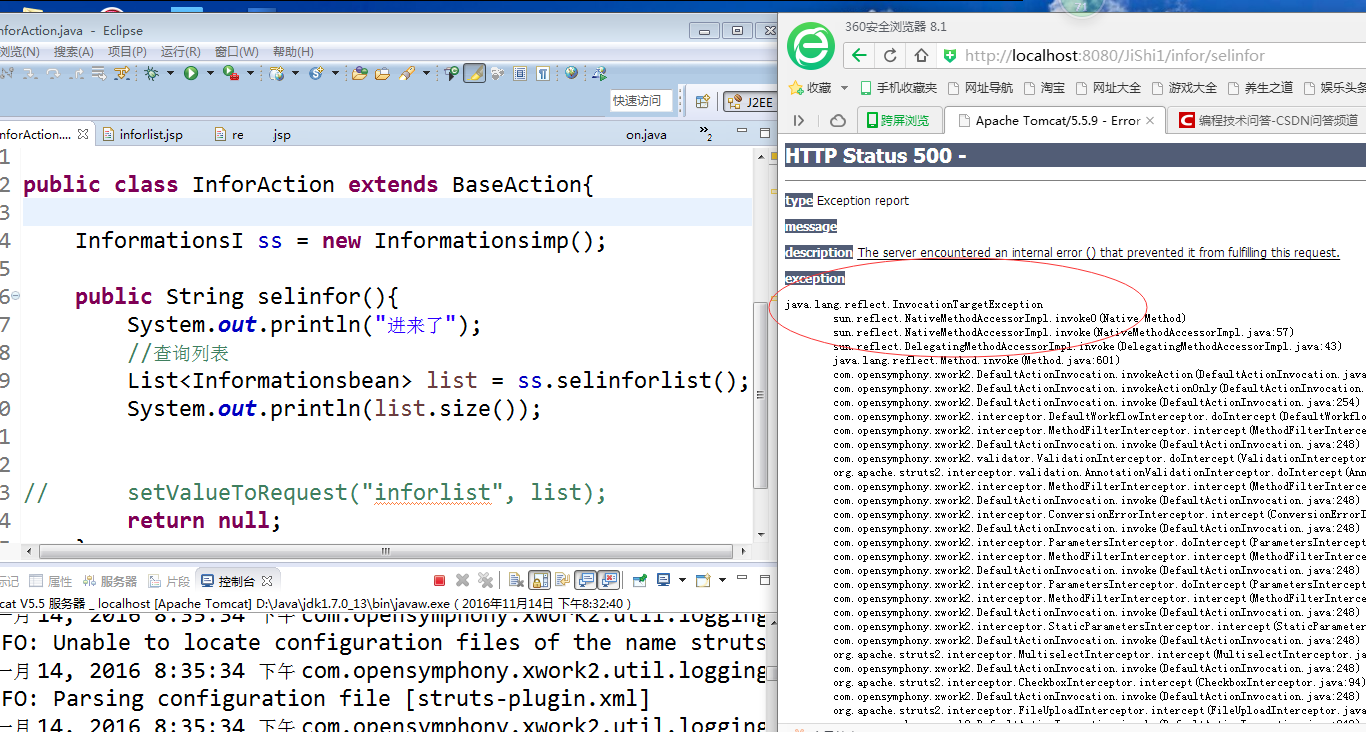 nforAction.java - Eclipse
浏览(N) 搜索(A) 项目(P) 运行(R) 窗口(W) 帮助(H)
快速访问
J2EE
nforAction....
inforlist.jsp
re
jsp
on.java
»2
1
2 public class InforAction extends BaseAction{
3
4 InformationsI ss = new Informationsimp();
5
6 public String selinfor(){
7 System.out.println("进来了");
8 //查询列表
9 List<Informationsbean> list = ss.selinforlist();
0 System.out.println(list.size());
1
2
3 // setValueToRequest("inforlist", list);
4 return null;
标记 属性 服务器 片段 控制台
cat V5.5 服务器 _ localhost [Apache Tomcat] D:\Java\jdk1.7.0_13\bin\javaw.exe ( 2016年11月14日 下午8:32:40 )
一月 14, 2016 8:35:34 下午 com.opensymphony.xwork2.util.logging
FO: Unable to locate configuration files of the name struts
一月 14, 2016 8:35:34 下午 com.opensymphony.xwork2.util.logging
FO: Parsing configuration file [struts-plugin.xml]
一月 14, 2016 8:35:34 下午 com.opensymphony.xwork2.util.logging
71
360安全浏览器 8.1
http://localhost:8080/JiShi1/infor/selinfor
收藏 手机收藏夹 网址导航 淘宝 网址大全 游戏大全 养生之道 娱乐头条
跨屏浏览
Apache Tomcat/5.5.9 - Error
编程技术问答-CSDN问答频道
HTTP Status 500 -
type Exception report
message
description The server encountered an internal error () that prevented it from fulfilling this request.
exception
java.lang.reflect.InvocationTargetException
sun.reflect.NativeMethodAccessorImpl.invoke0(Native Method)
sun.reflect.NativeMethodAccessorImpl.invoke(NativeMethodAccessorImpl.java:57)
sun.reflect.DelegatingMethodAccessorImpl.invoke(DelegatingMethodAccessorImpl.java:43)
java.lang.reflect.Method.invoke(Method.java:601)
com.opensymphony.xwork2.DefaultActionInvocation.invokeAction(DefaultActionInvocation.java
com.opensymphony.xwork2.DefaultActionInvocation.invokeActionOnly(DefaultActionInvocation.
com.opensymphony.xwork2.DefaultActionInvocation.invoke(DefaultActionInvocation.java:254)
com.opensymphony.xwork2.interceptor.DefaultWorkflowInterceptor.doIntercept(DefaultWorkflo
com.opensymphony.xwork2.interceptor.MethodFilterInterceptor.intercept(MethodFilterInterce
com.opensymphony.xwork2.DefaultActionInvocation.invoke(DefaultActionInvocation.java:248)
com.opensymphony.xwork2.validator.ValidationInterceptor.doIntercept(ValidationInterceptor
org.apache.struts2.interceptor.validation.AnnotationValidationInterceptor.doIntercept(Ann
com.opensymphony.xwork2.interceptor.MethodFilterInterceptor.intercept(MethodFilterInterce
com.opensymphony.xwork2.DefaultActionInvocation.invoke(DefaultActionInvocation.java:248)
com.opensymphony.xwork2.interceptor.ConversionErrorInterceptor.intercept(ConversionErrorI
com.opensymphony.xwork2.DefaultActionInvocation.invoke(DefaultActionInvocation.java:248)
com.opensymphony.xwork2.interceptor.ParametersInterceptor.doIntercept(ParametersIntercept
com.opensymphony.xwork2.interceptor.MethodFilterInterceptor.intercept(MethodFilterInterce
com.opensymphony.xwork2.DefaultActionInvocation.invoke(DefaultActionInvocation.java:248)
com.opensymphony.xwork2.interceptor.ParametersInterceptor.doIntercept(ParametersIntercept
com.opensymphony.xwork2.interceptor.MethodFilterInterceptor.intercept(MethodFilterInterce
com.opensymphony.xwork2.DefaultActionInvocation.invoke(DefaultActionInvocation.java:248)
com.opensymphony.xwork2.interceptor.StaticParametersInterceptor.intercept(StaticParameter
com.opensymphony.xwork2.DefaultActionInvocation.invoke(DefaultActionInvocation.java:248)
org.apache.struts2.interceptor.MultiselectInterceptor.intercept(MultiselectInterceptor.ja
com.opensymphony.xwork2.DefaultActionInvocation.invoke(DefaultActionInvocation.java:248)
org.apache.struts2.interceptor.CheckboxInterceptor.intercept(CheckboxInterceptor.java:94)
com.opensymphony.xwork2.DefaultActionInvocation.invoke(DefaultActionInvocation.java:248)
org.apache.struts2.interceptor.FileUploadInterceptor.intercept(FileUploadInterceptor.java